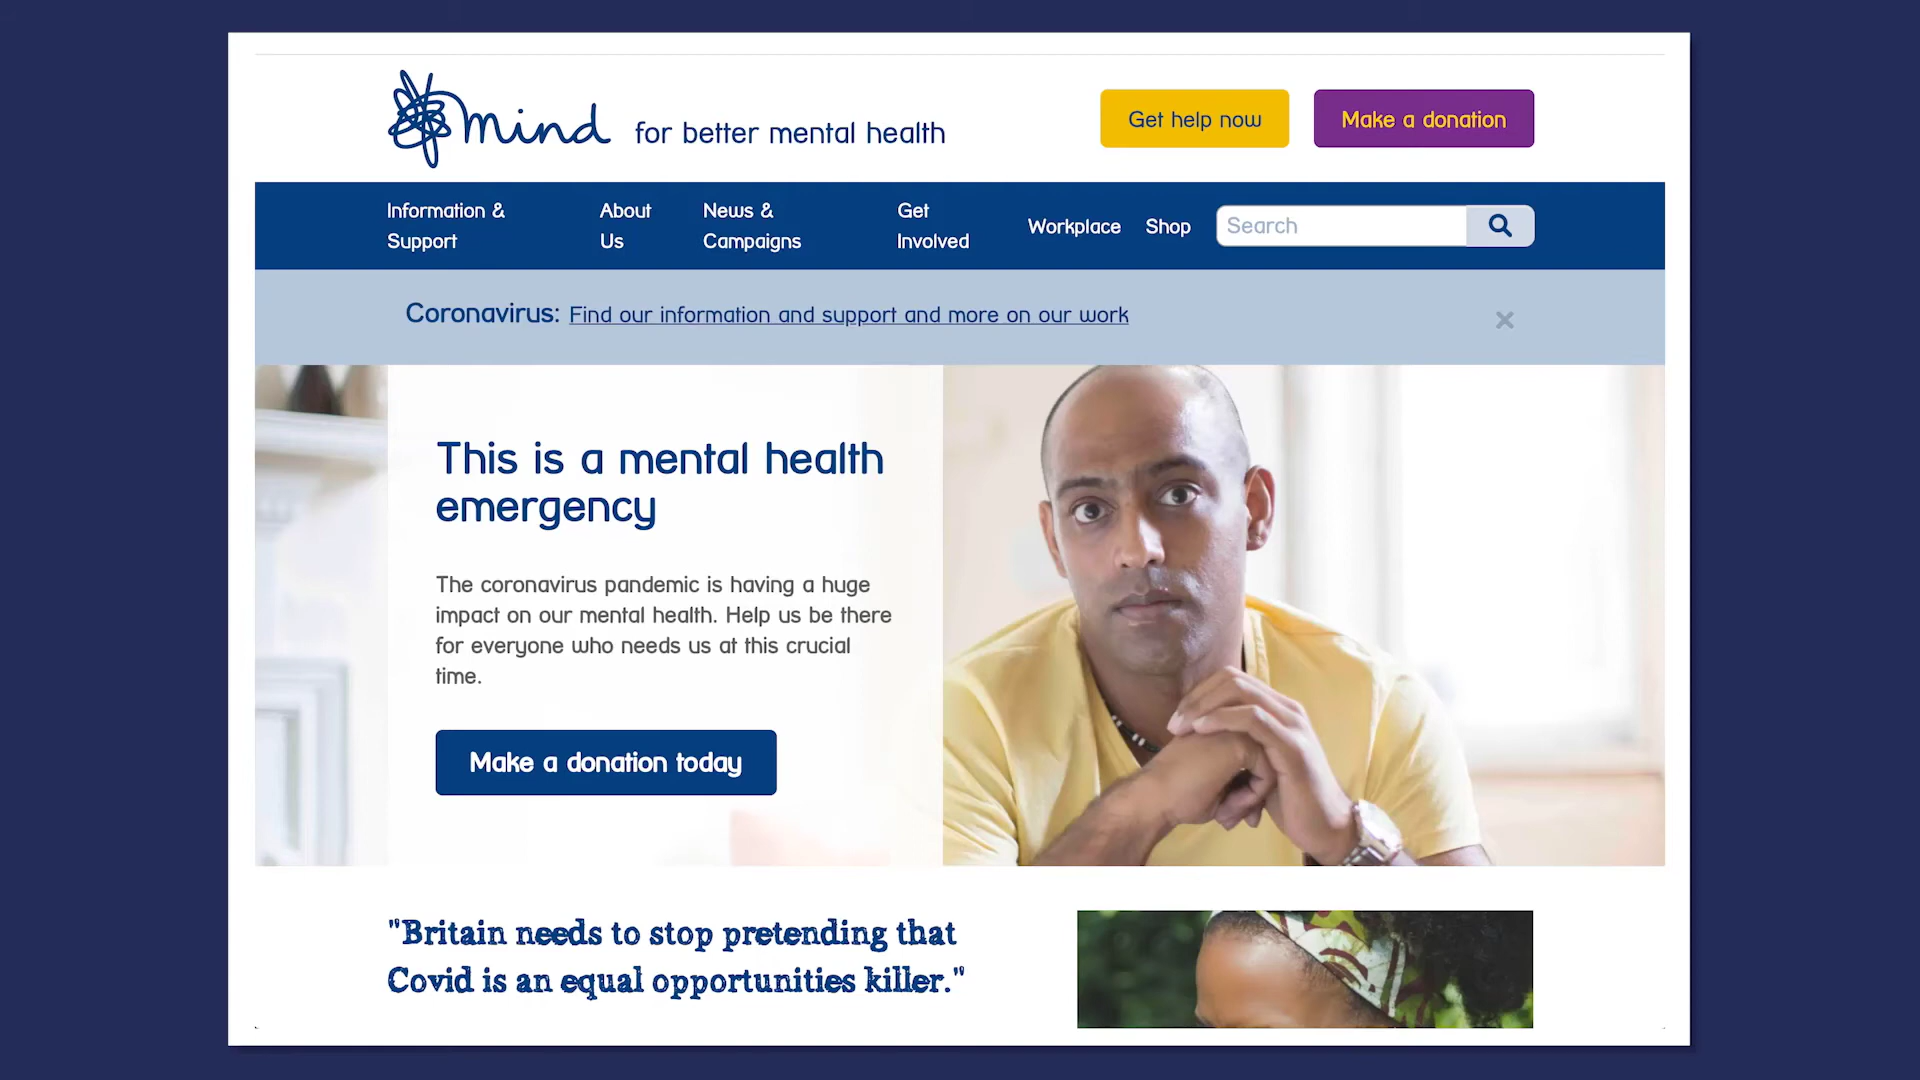 mind for better mental health
Get help now
Make a donation
Information &
Support
About
Us
News &
Campaigns
Get
Involved
Workplace
Shop
Search
Coronavirus: Find our information and support and more on our work
This is a mental health
emergency
The coronavirus pandemic is having a huge
impact on our mental health. Help us be there
for everyone who needs us at this crucial
time.
Make a donation today
"Britain needs to stop pretending that
Covid is an equal opportunities killer."